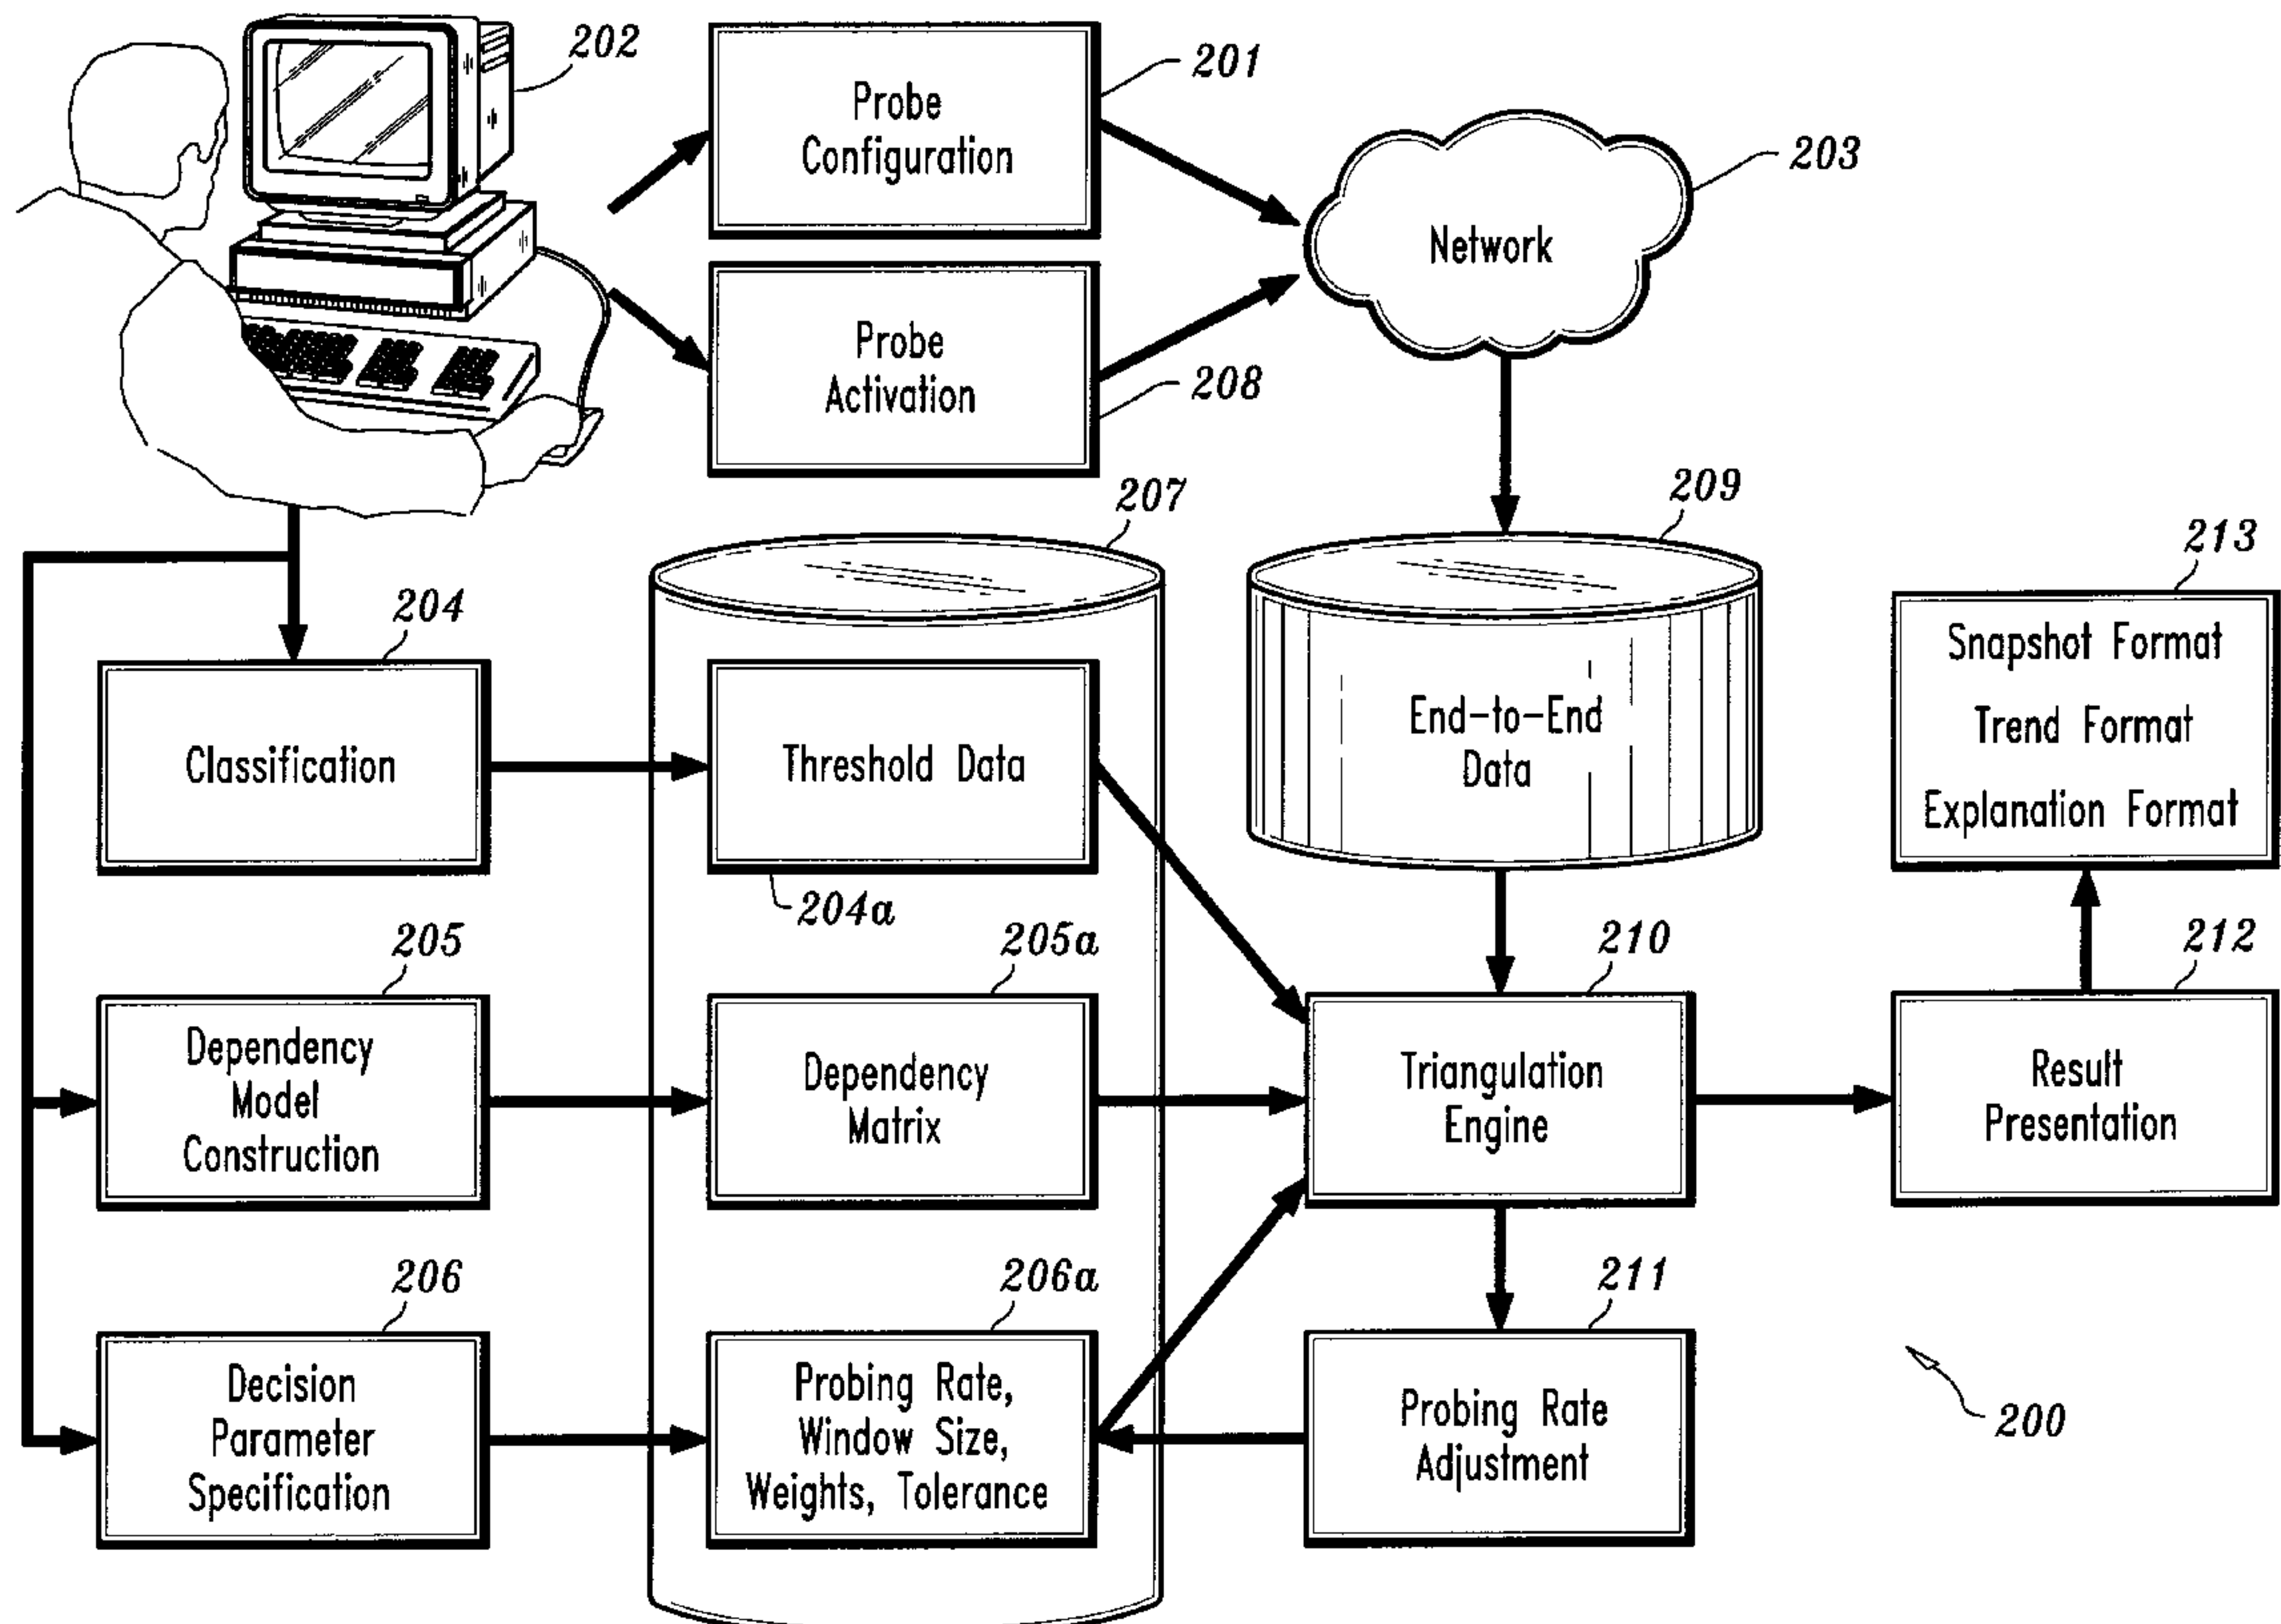 202
Probe
Configuration
201
Network
203
Probe
Activation
208
207
209
213
204
Classification
Threshold Data
204a
End-to-End
Data
Snapshot Format
Trend Format
Explanation Format
205
Dependency
Model
Construction
205a
Dependency
Matrix
210
Triangulation
Engine
212
Result
Presentation
206
Decision
Parameter
Specification
206a
Probing Rate,
Window Size,
Weights, Tolerance
211
Probing Rate
Adjustment
200